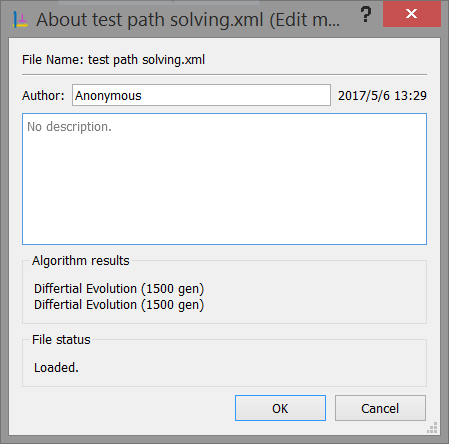 About test path solving.xml (Edit m...
File Name: test path solving.xml
Author: Anonymous 2017/5/6 13:29
No description.
Algorithm results
Differtial Evolution (1500 gen)
Differtial Evolution (1500 gen)
File status
Loaded.
OK Cancel